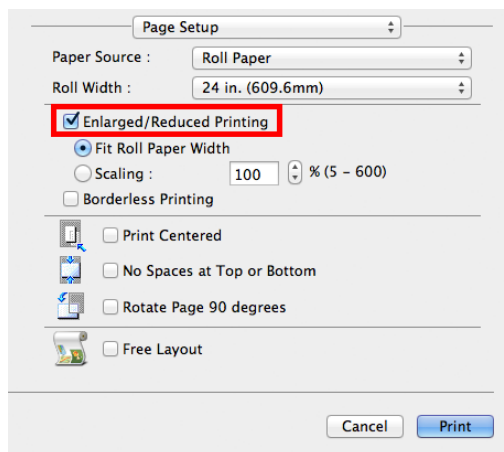 Page Setup
Paper Source : Roll Paper
Roll Width : 24 in. (609.6mm)
Enlarged/Reduced Printing
Fit Roll Paper Width
Scaling : 100 % (5 - 600)
Borderless Printing
Print Centered
No Spaces at Top or Bottom
Rotate Page 90 degrees
Free Layout
Cancel Print